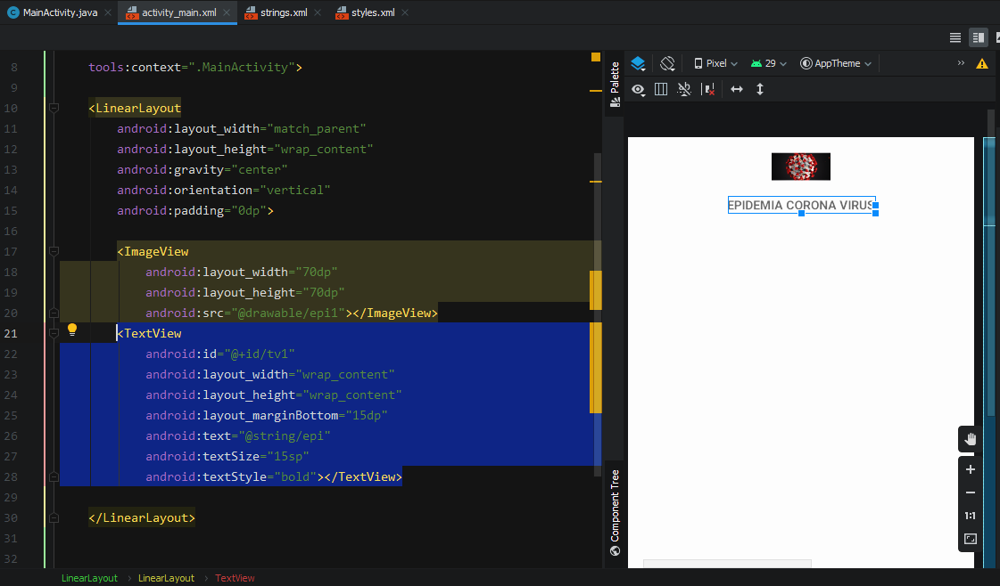 MainActivity.java
activity_main.xml
strings.xml
styles.xml
8 tools:context=".MainActivity">
9
10 <LinearLayout
11 android:layout_width="match_parent"
12 android:layout_height="wrap_content"
13 android:gravity="center"
14 android:orientation="vertical"
15 android:padding="0dp">
16
17 <ImageView
18 android:layout_width="70dp"
19 android:layout_height="70dp"
20 android:src="@drawable/epi1"></ImageView>
21 <TextView
22 android:id="@+id/tv1"
23 android:layout_width="wrap_content"
24 android:layout_height="wrap_content"
25 android:layout_marginBottom="15dp"
26 android:text="@string/epi"
27 android:textSize="15sp"
28 android:textStyle="bold"></TextView>
29
30 </LinearLayout>
31
32
LinearLayout › LinearLayout › TextView
Palette
Component Tree
Pixel
29
AppTheme
»
EPIDEMIA CORONA VIRUS
1:1